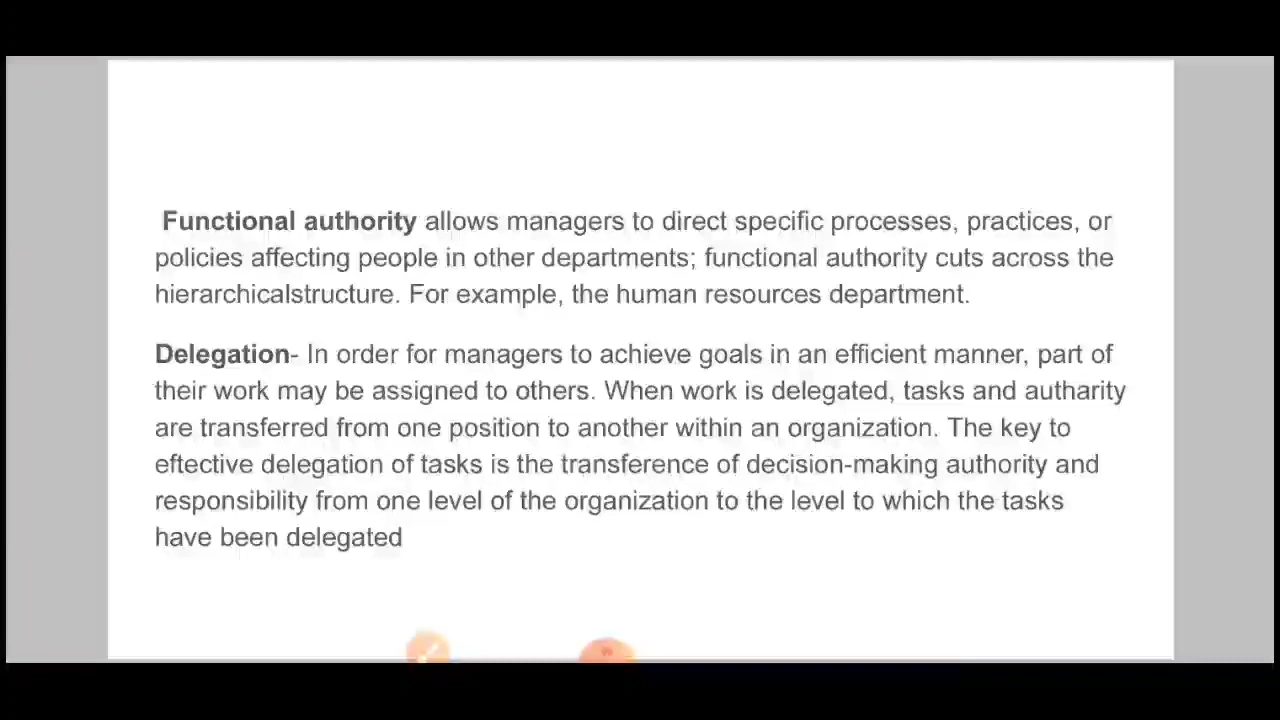 Functional authority allows managers to direct specific processes, practices, or
policies affecting people in other departments; functional authority cuts across the
hierarchicalstructure. For example, the human resources department.
Delegation- In order for managers to achieve goals in an efficient manner, part of
their work may be assigned to others. When work is delegated, tasks and autharity
are transferred from one position to another within an organization. The key to
eftective delegation of tasks is the transference of decision-making authority and
responsibility from one level of the organization to the level to which the tasks
have been delegated